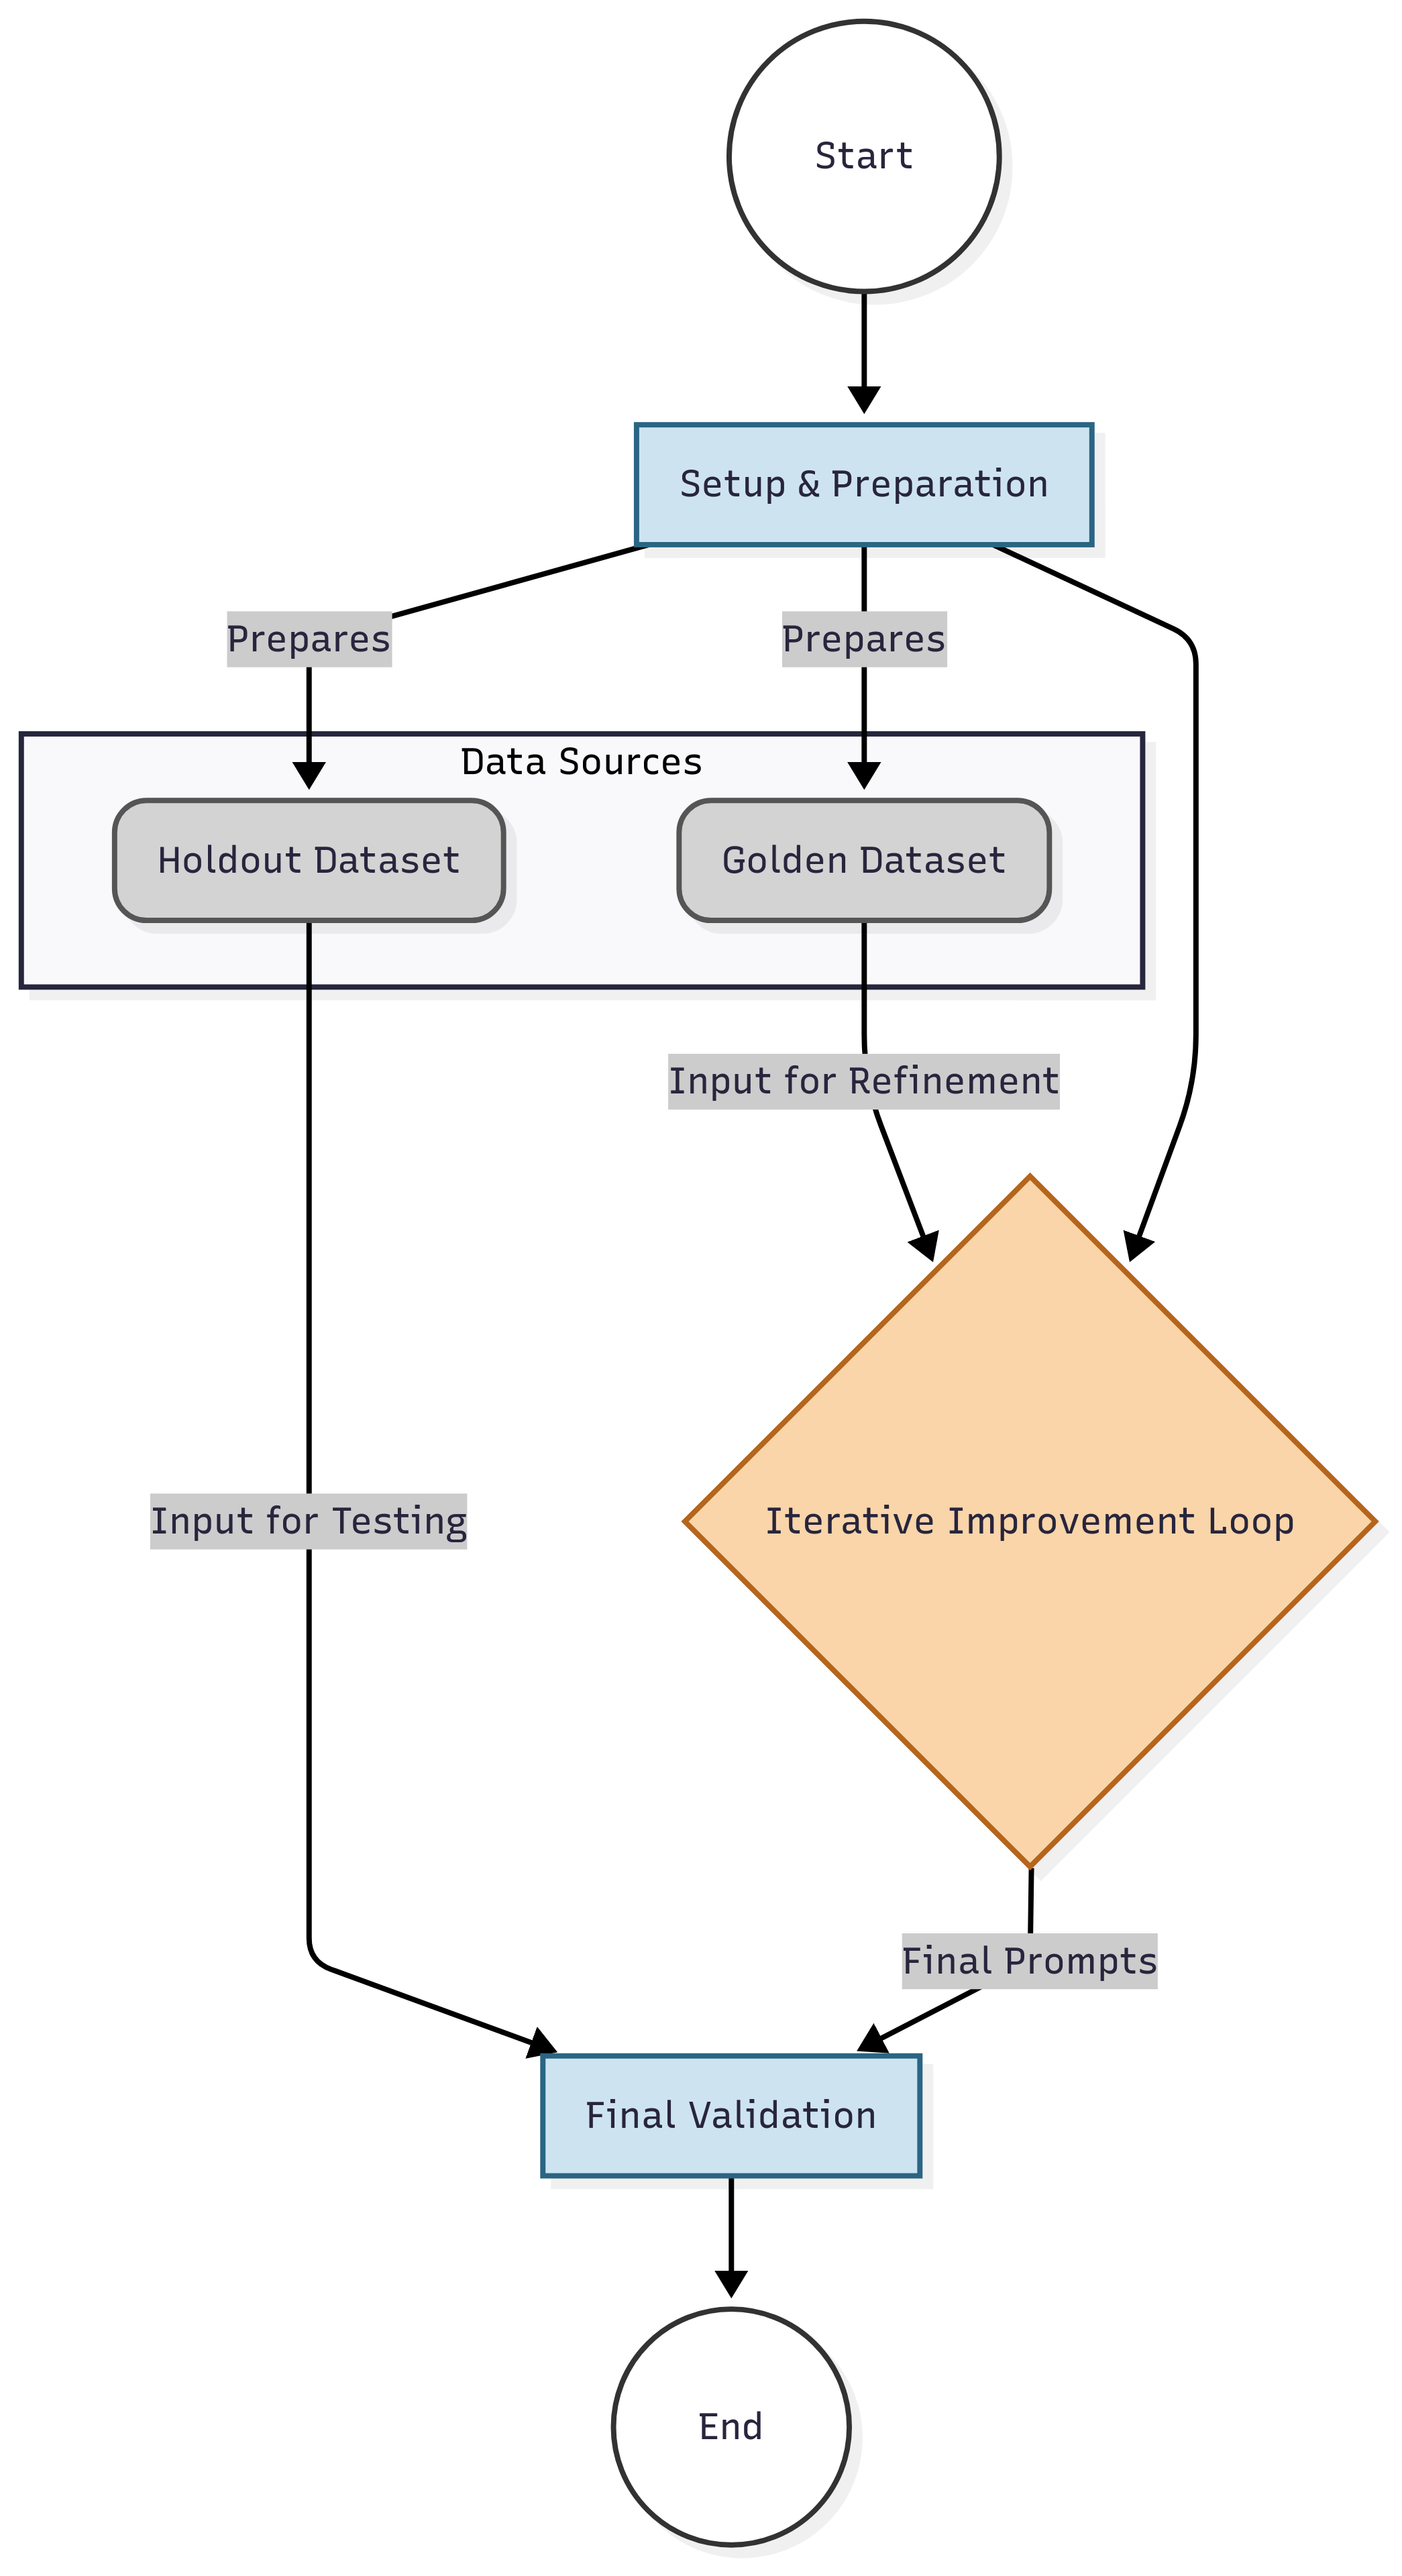 Start
Setup & Preparation
Prepares
Prepares
Data Sources
Holdout Dataset
Golden Dataset
Input for Refinement
Input for Testing
Iterative Improvement Loop
Final Prompts
Final Validation
End